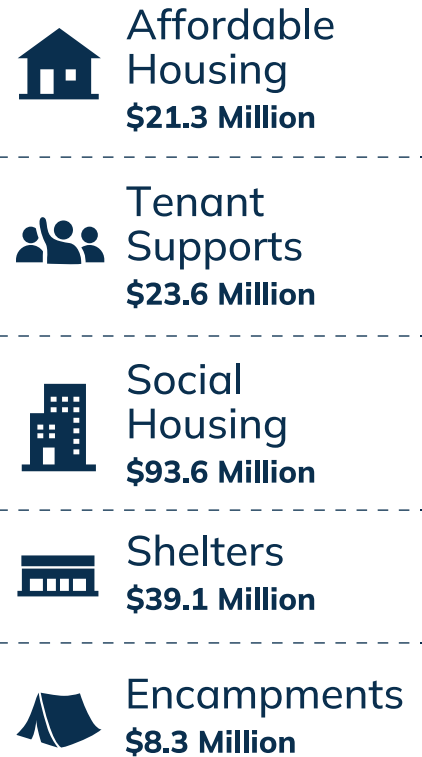 Affordable
Housing
$21.3 Million
Tenant
Supports
$23.6 Million
Social
Housing
$93.6 Million
Shelters
$39.1 Million
Encampments
$8.3 Million